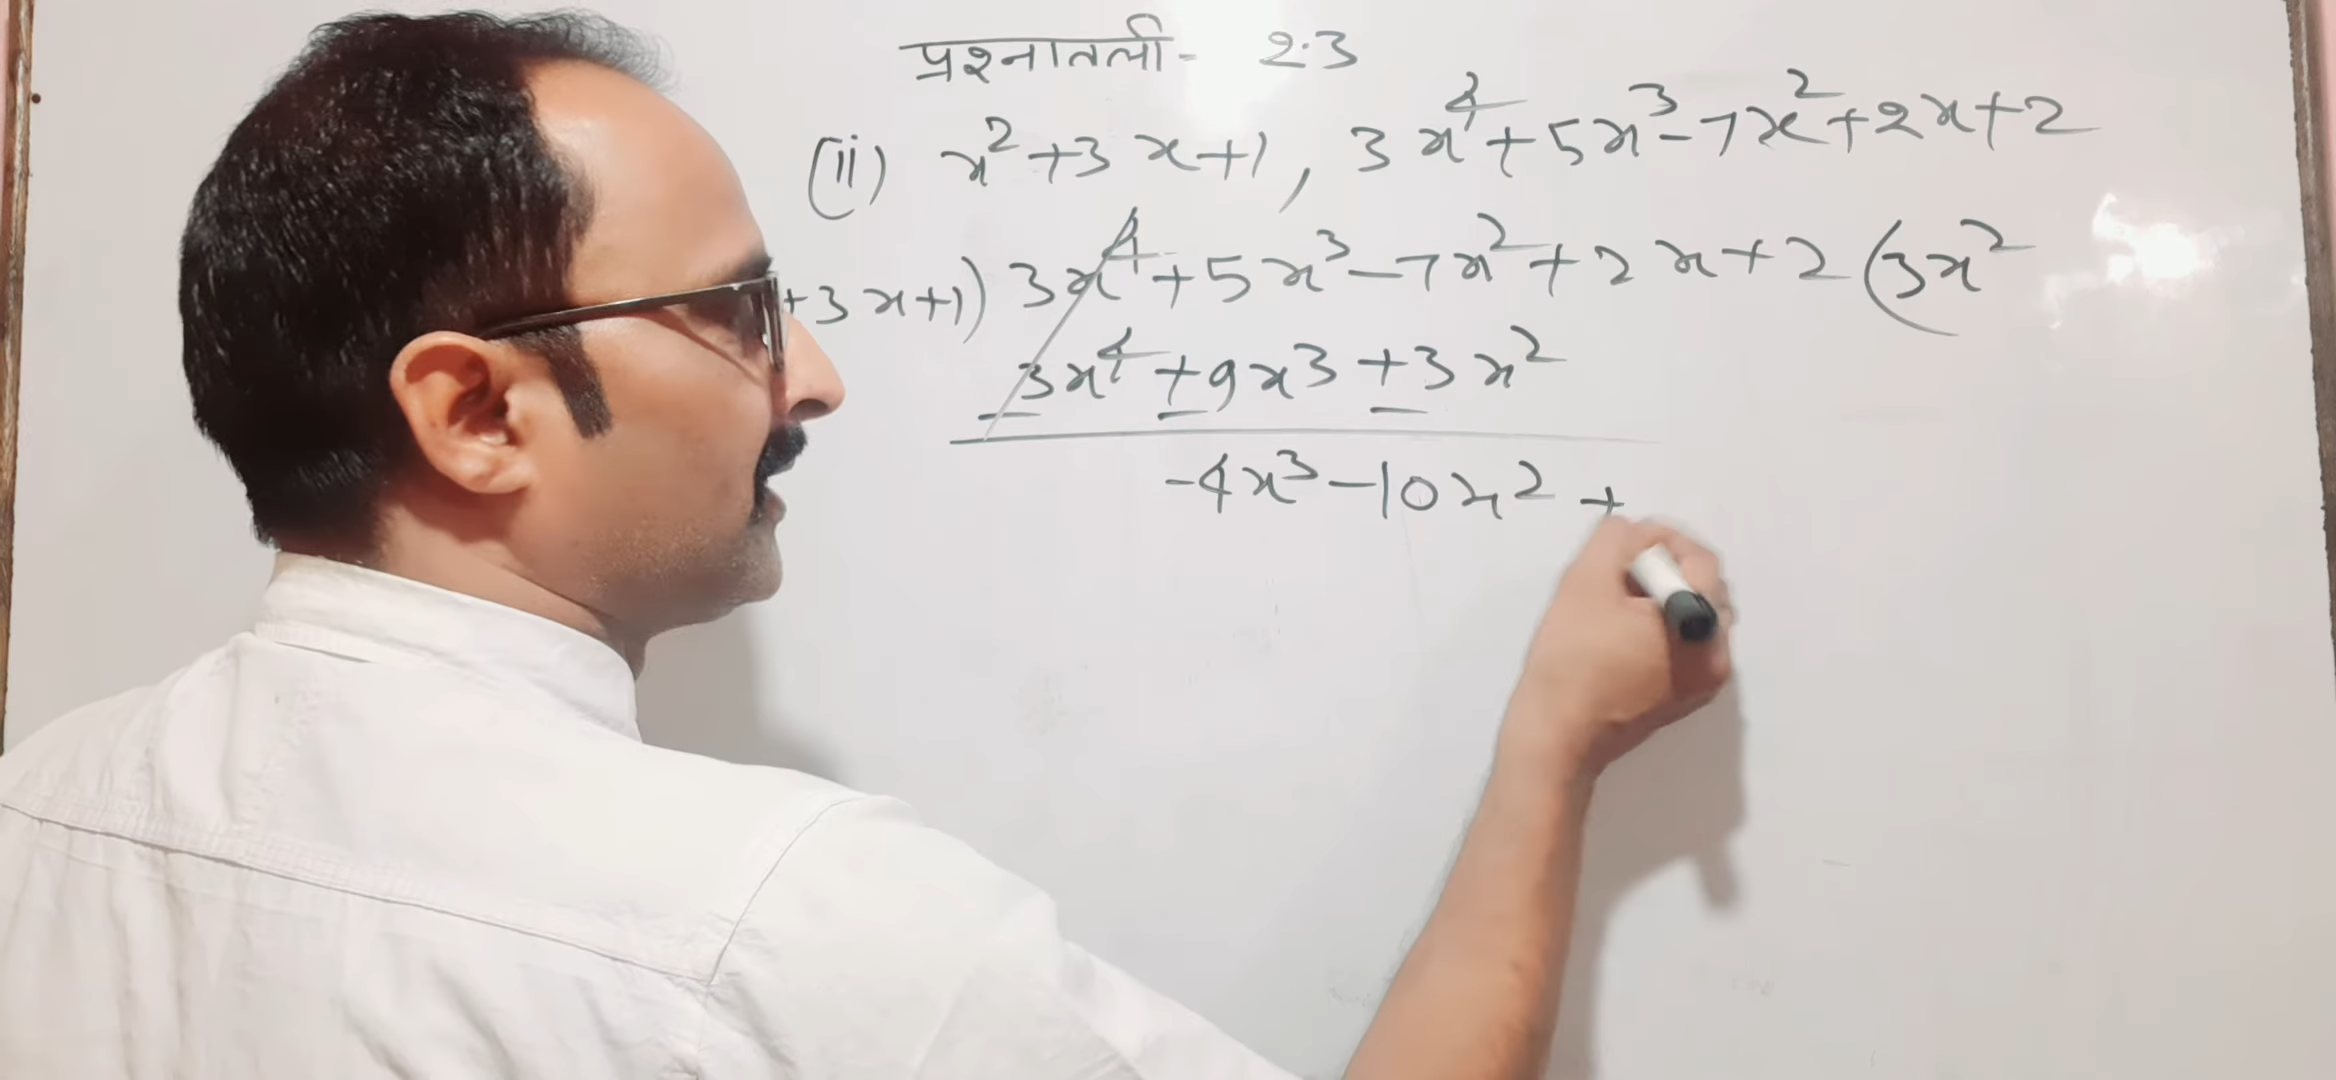 प्रश्नातली- 2.3
(ii) x²+3x+1, 3x⁴+5x³-7x²+2x+2
+3x+1) 3x⁴+5x³-7x²+2x+2 (3x²
3x⁴+9x3+3x²
- - -
-4x³-10x² +